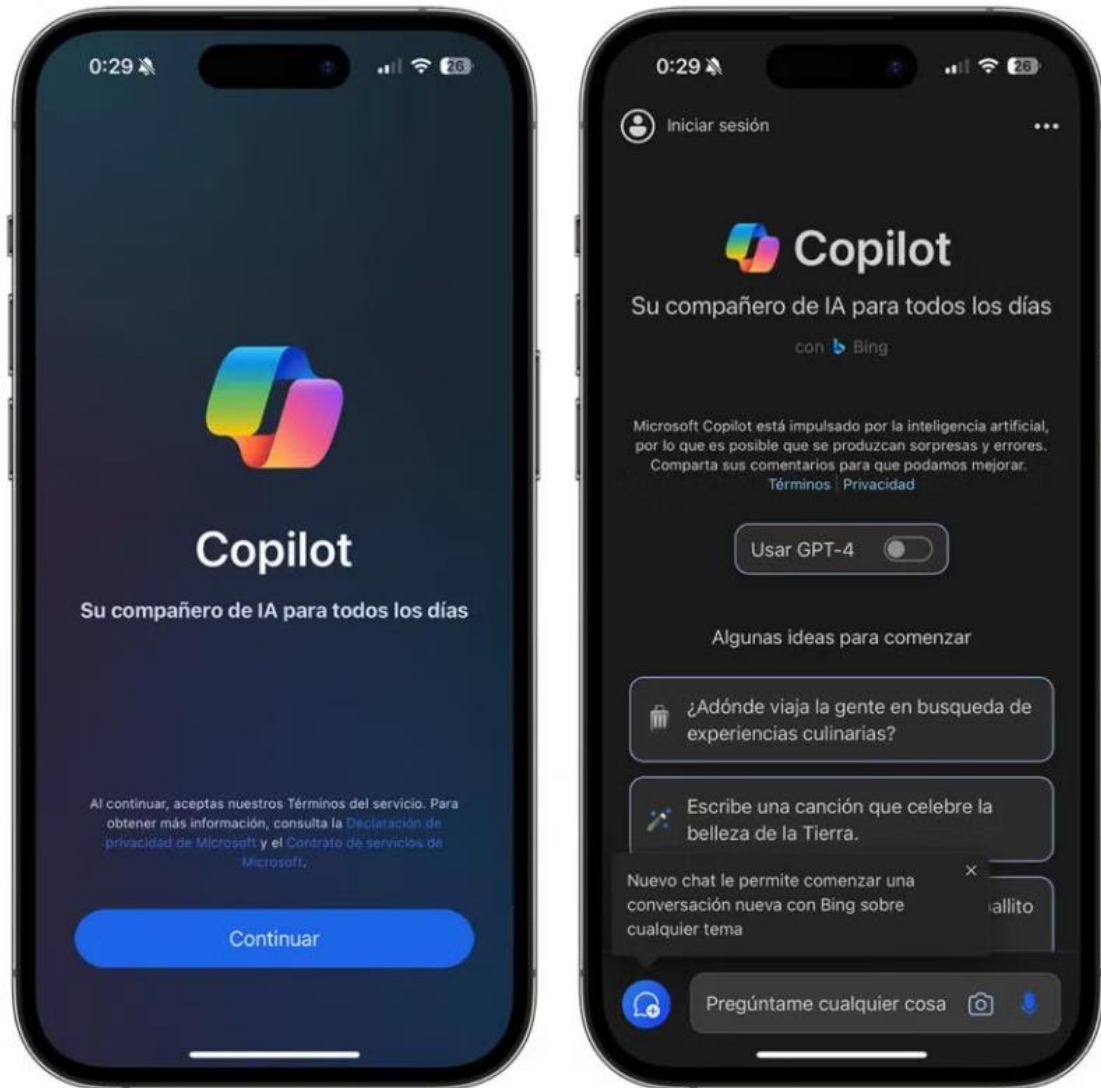 0:29
26
Copilot
Su compañero de IA para todos los días
Al continuar, aceptas nuestros Términos del servicio. Para
obtener más información, consulta la Declaración de
privacidad de Microsoft y el Contrato de servicios de
Microsoft.
Continuar
0:29
26
Iniciar sesión
Copilot
Su compañero de IA para todos los días
con Bing
Microsoft Copilot está impulsado por la inteligencia artificial,
por lo que es posible que se produzcan sorpresas y errores.
Comparta sus comentarios para que podamos mejorar.
Términos | Privacidad
Usar GPT-4
Algunas ideas para comenzar
¿Adónde viaja la gente en busqueda de
experiencias culinarias?
Escribe una canción que celebre la
belleza de la Tierra.
Nuevo chat le permite comenzar una
conversación nueva con Bing sobre
cualquier tema
allito
Pregúntame cualquier cosa